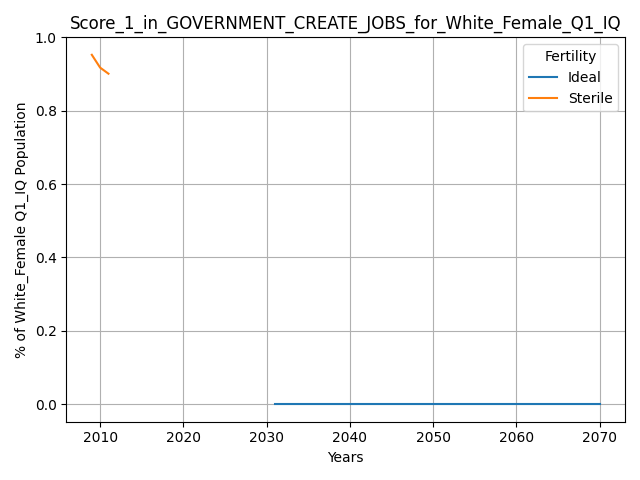 Score_1_in_GOVERNMENT_CREATE_JOBS_for_White_Female_Q1_IQ
Fertility
Ideal
Sterile
% of White_Female Q1_IQ Population
1.0
0.8
0.6
0.4
0.2
0.0
2010 2020 2030 2040 2050 2060 2070
Years